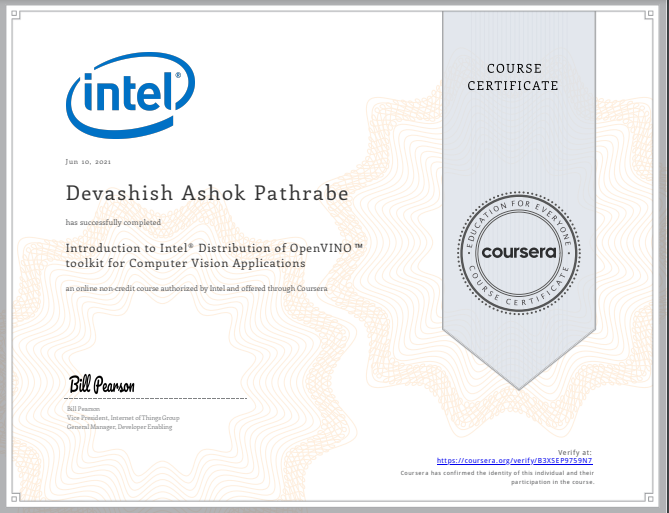 intel®
COURSE
CERTIFICATE
Jun 10, 2021
Devashish Ashok Pathrabe
has successfully completed
Introduction to Intel® Distribution of OpenVINO™
toolkit for Computer Vision Applications
an online non-credit course authorized by Intel and offered through Coursera
EDUCATION FOR EVERYONE
coursera
COURSE CERTIFICATE
Bill Pearson
Bill Pearson
Vice President, Internet of Things Group
General Manager, Developer Enabling
Verify at:
https://coursera.org/verify/B3XSEP9759N7
Coursera has confirmed the identity of this individual and their
participation in the course.